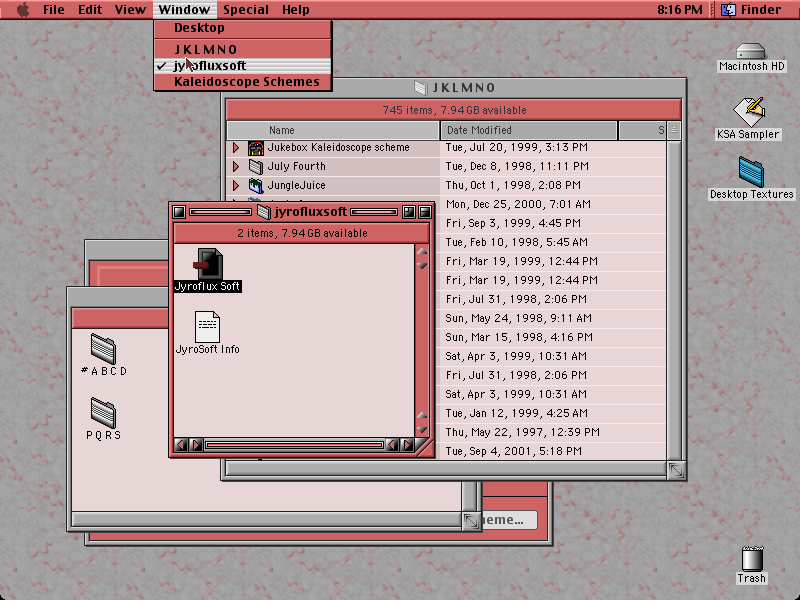 File Edit View Window Special Help 8:16 PM Finder
Desktop
J K L M N O
jyrofluxsoft
Kaleidoscope Schemes
Macintosh HD
KSA Sampler
Desktop Textures
Trash
J K L M N O
745 items, 7.94 GB available
Name Date Modified S
Jukebox Kaleidoscope scheme Tue, Jul 20, 1999, 3:13 PM
July Fourth Tue, Dec 8, 1998, 11:11 PM
JungleJuice Thu, Oct 1, 1998, 2:08 PM
Mon, Dec 25, 2000, 7:01 AM
Fri, Sep 3, 1999, 4:45 PM
Tue, Feb 10, 1998, 5:45 AM
Fri, Mar 19, 1999, 12:44 PM
Fri, Mar 19, 1999, 12:44 PM
Fri, Jul 31, 1998, 2:06 PM
Sun, May 24, 1998, 9:11 AM
Sun, Mar 15, 1998, 4:16 PM
Sat, Apr 3, 1999, 10:31 AM
Fri, Jul 31, 1998, 2:06 PM
Sat, Apr 3, 1999, 10:31 AM
Tue, Jan 12, 1999, 4:25 AM
Thu, May 22, 1997, 12:39 PM
Tue, Sep 4, 2001, 5:18 PM
jyrofluxsoft
2 items, 7.94 GB available
Jyroflux Soft
JyroSoft Info
# A B C D
P Q R S